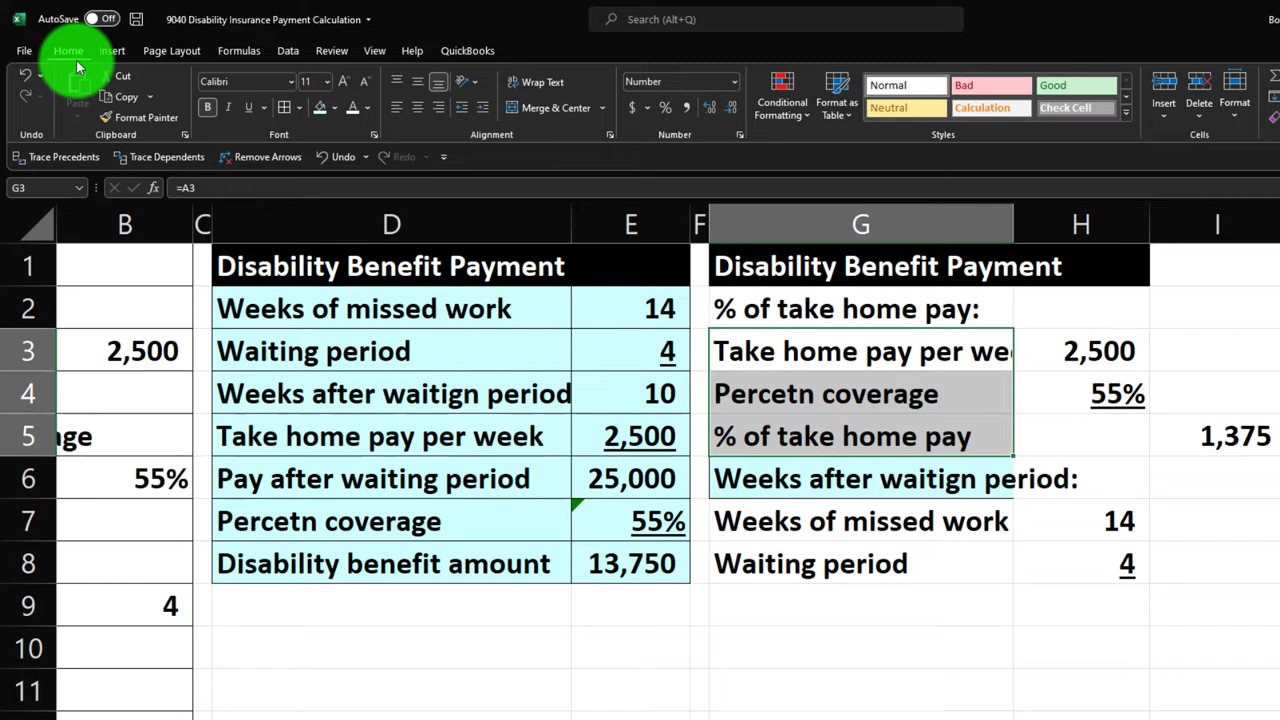 AutoSave Off 9040 Disability Insurance Payment Calculation Search (Alt+Q)
File Home Insert Page Layout Formulas Data Review View Help QuickBooks
Cut Calibri 11 Wrap Text Number Normal Bad Good
Paste Copy B I U Merge & Center $ % Conditional Formatting Format as Table Neutral Calculation Check Cell Insert Delete Format
Format Painter
Undo Clipboard Font Alignment Number Styles Cells
Trace Precedents Trace Dependents Remove Arrows Undo Redo
G3 fx =A3
B C D E F G H I
1 Disability Benefit Payment Disability Benefit Payment
2 Weeks of missed work 14 % of take home pay:
3 2,500 Waiting period 4 Take home pay per wee 2,500
4 Weeks after waitign period 10 Percetn coverage 55%
5 age Take home pay per week 2,500 % of take home pay 1,375
6 55% Pay after waiting period 25,000 Weeks after waitign period:
7 Percetn coverage 55% Weeks of missed work 14
8 Disability benefit amount 13,750 Waiting period 4
9 4
10
11